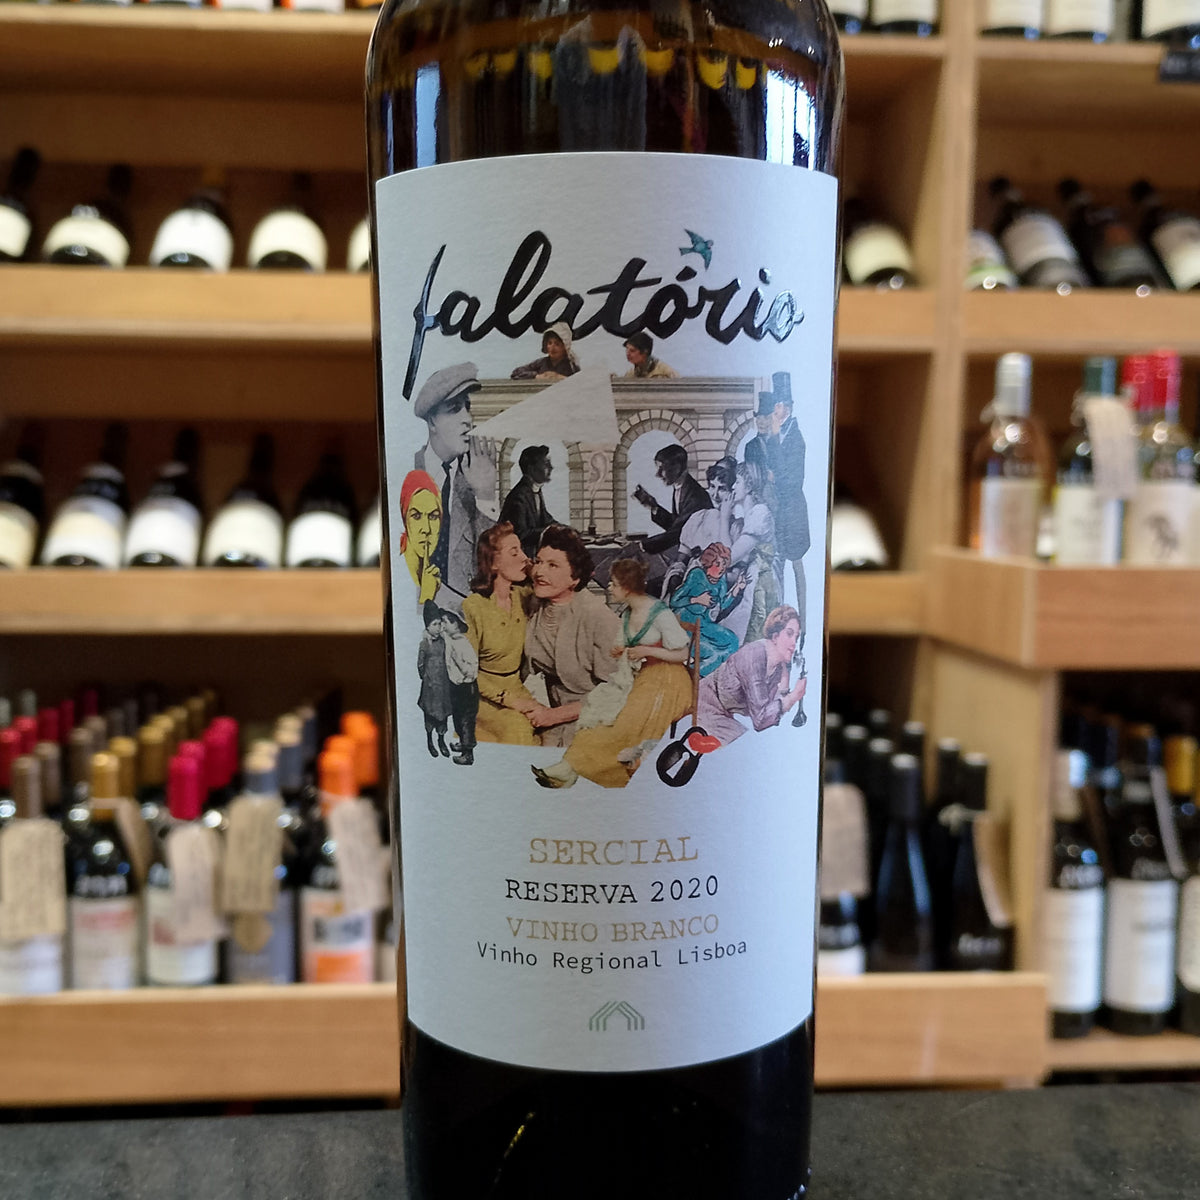 falatório
SERCIAL
RESERVA 2020
VINHO BRANCO
Vinho Regional Lisboa